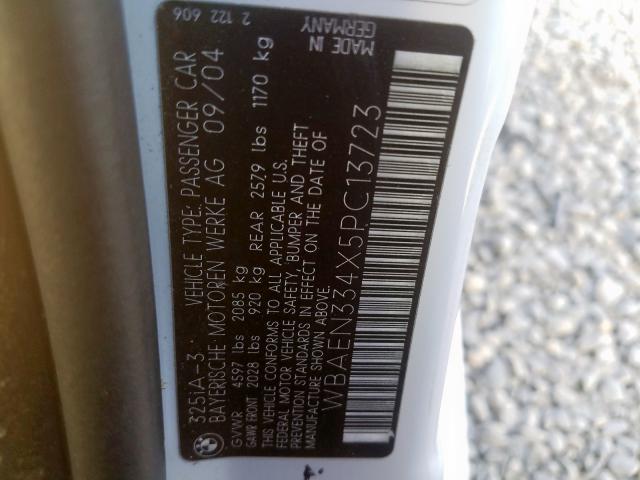 325iA-3 VEHICLE TYPE: PASSENGER CAR
BAYERISCHE MOTOREN WERKE AG 09/04
GVWR 4597 lbs 2085 kg
GAWR FRONT 2028 lbs 920 kg REAR 2579 lbs 1170 kg
THIS VEHICLE CONFORMS TO ALL APPLICABLE U.S.
FEDERAL MOTOR VEHICLE SAFETY, BUMPER AND THEFT
PREVENTION STANDARDS IN EFFECT ON THE DATE OF
MANUFACTURE SHOWN ABOVE.
WBAEN334X5PC13723
2 122 606
MADE IN
GERMANY